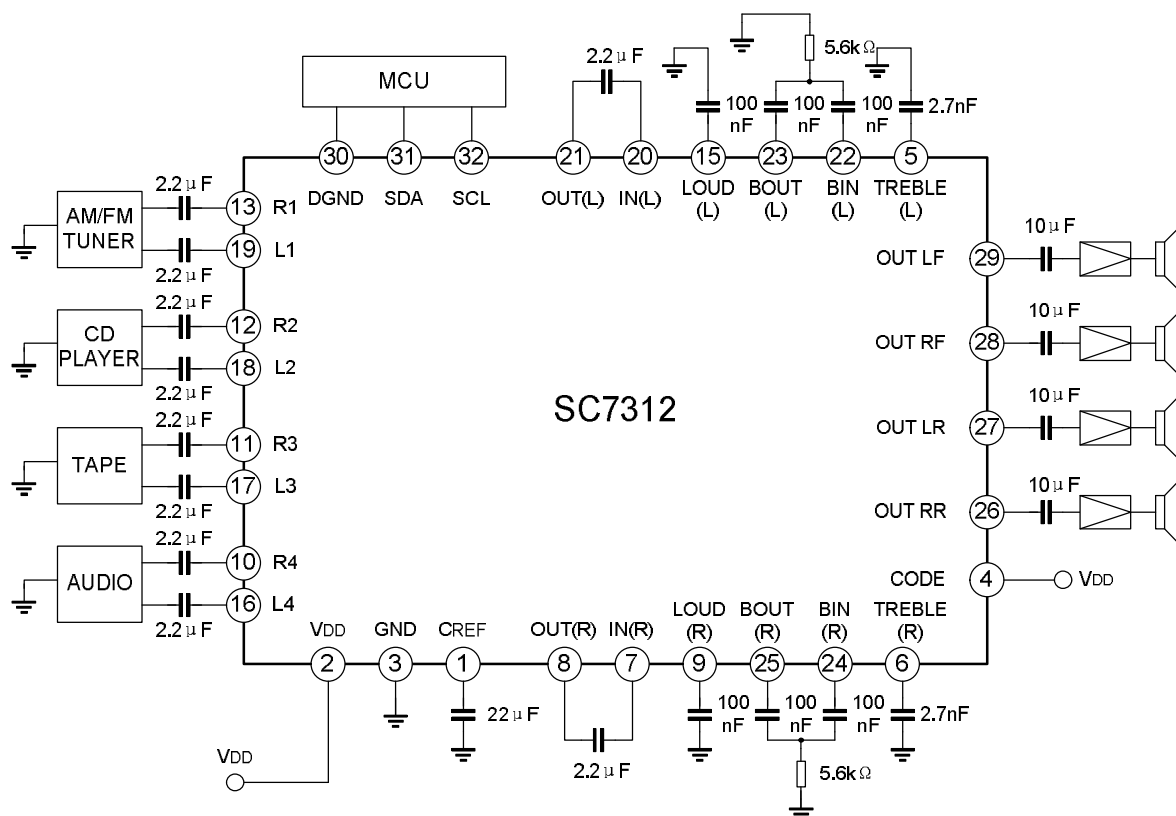 2.2μF
5.6kΩ
MCU
100
nF
100
nF
100
nF
2.7nF
30
31
32
21
20
15
23
22
5
DGND
SDA
SCL
OUT(L)
IN(L)
LOUD
(L)
BOUT
(L)
BIN
(L)
TREBLE
(L)
AM/FM
TUNER
2.2μF
13
R1
19
L1
2.2μF
CD
PLAYER
2.2μF
12
R2
18
L2
2.2μF
TAPE
2.2μF
11
R3
17
L3
2.2μF
AUDIO
2.2μF
10
R4
16
L4
2.2μF
SC7312
OUT LF
29
10μF
OUT RF
28
10μF
OUT LR
27
10μF
OUT RR
26
10μF
CODE
4
VDD
VDD
GND
CREF
OUT(R)
IN(R)
LOUD
(R)
BOUT
(R)
BIN
(R)
TREBLE
(R)
2
3
1
8
7
9
25
24
6
22μF
100
nF
100
nF
100
nF
2.7nF
VDD
2.2μF
5.6kΩ